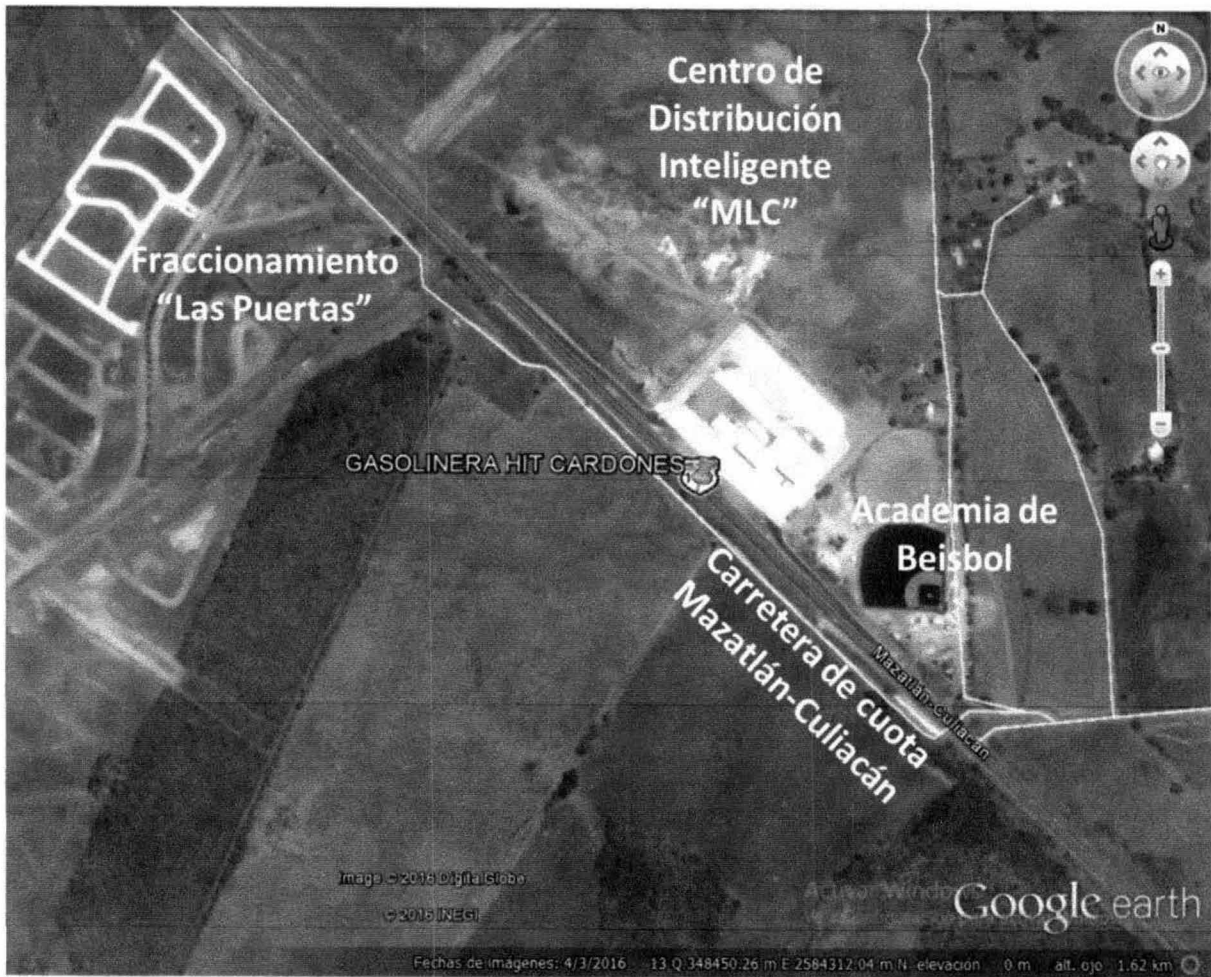 N
Centro de
Distribución
Inteligente
“MLC”
Fraccionamiento
“Las Puertas”
GASOLINERA HIT CARDONES
Academia de
Beisbol
Carretera de cuota
Mazatlán-Culiacán
Mazatlán-Culiacán
Image © 2016 DigitalGlobe
© 2016 INEGI
Google earth
Fechas de imágenes: 4/3/2016 13 Q 348450.26 m E 2584312.04 m N elevación 0 m alt. ojo 1.62 km